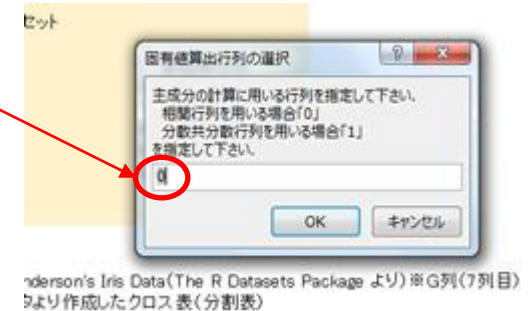 セット
固有値算出行列の選択
主成分の計算に用いる行列を指定して下さい。
相関行列を用いる場合「0」
分散共分散行列を用いる場合「1」
を指定して下さい。
0
OK キャンセル
nderson's Iris Data(The R Datasets Package より)※G列(7列目)
タより作成したクロス表(分割表)